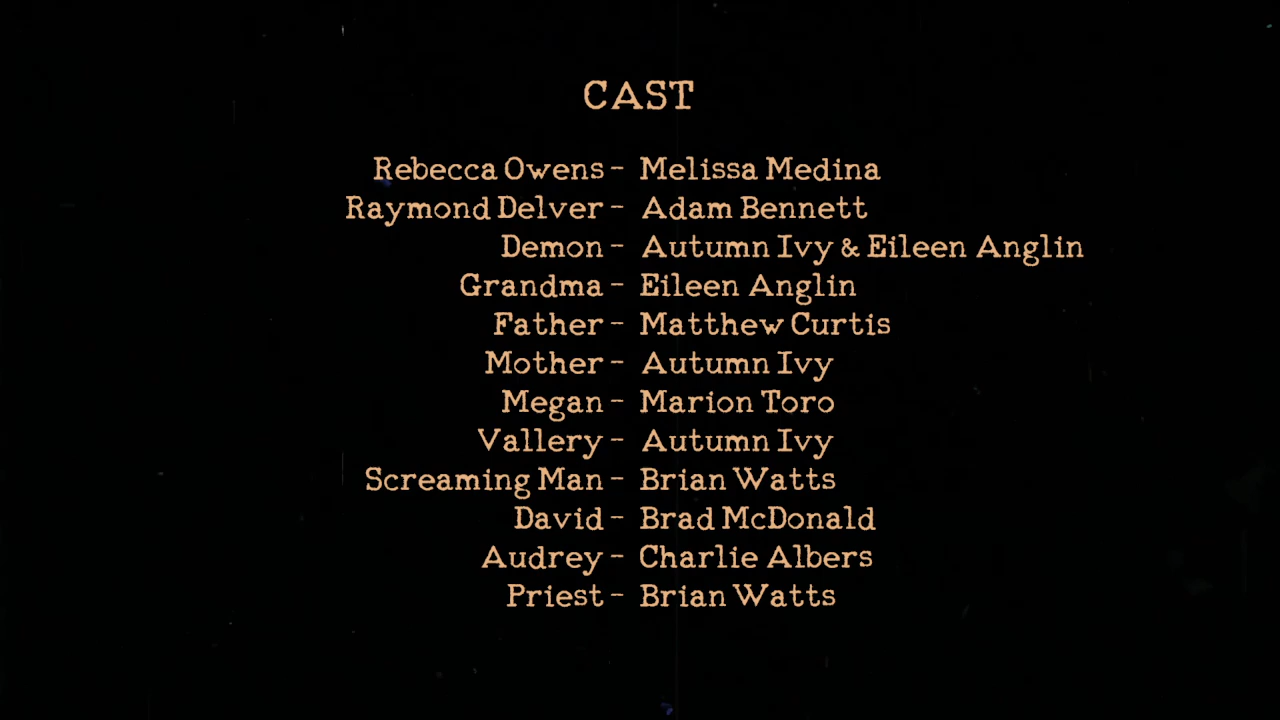 CAST
Rebecca Owens - Melissa Medina
Raymond Delver - Adam Bennett
Demon - Autumn Ivy & Eileen Anglin
Grandma - Eileen Anglin
Father - Matthew Curtis
Mother - Autumn Ivy
Megan - Marion Toro
Vallery - Autumn Ivy
Screaming Man - Brian Watts
David - Brad McDonald
Audrey - Charlie Albers
Priest - Brian Watts